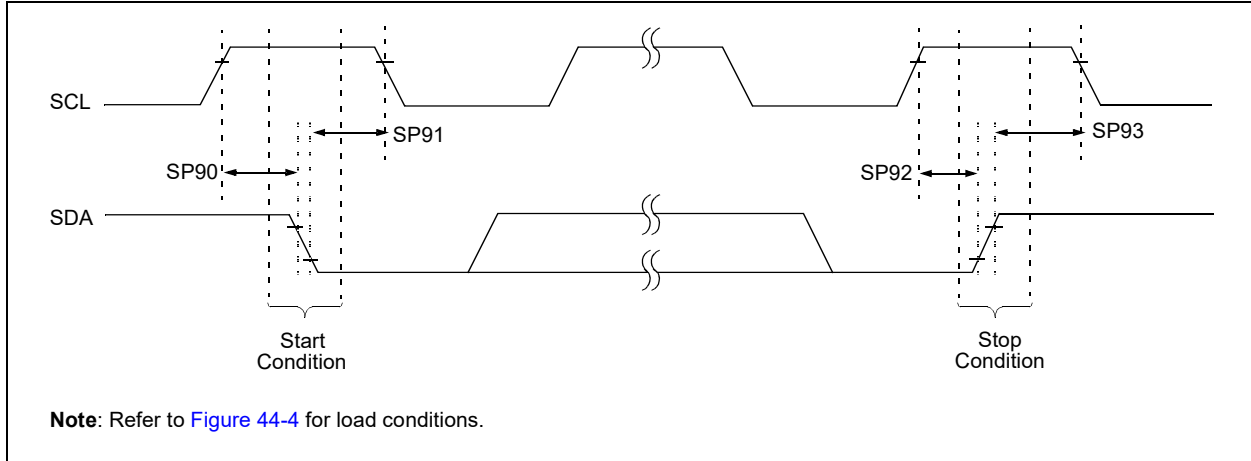 SCL
SP91
SP93
SP90
SP92
SDA
Start
Condition
Stop
Condition
Note: Refer to Figure 44-4 for load conditions.